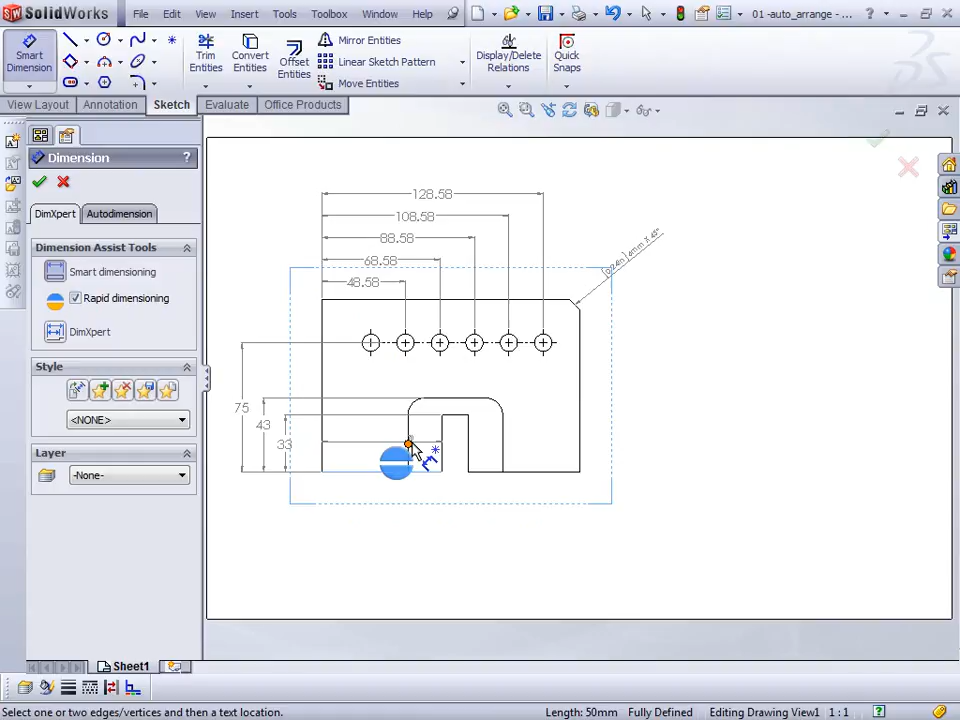 SolidWorks File Edit View Insert Tools Toolbox Window Help 01 -auto_arrange - ...
Smart Dimension
Trim Entities
Convert Entities
Offset Entities
Mirror Entities
Linear Sketch Pattern
Move Entities
Display/Delete Relations
Quick Snaps
View Layout Annotation Sketch Evaluate Office Products
Dimension ?
DimXpert Autodimension
Dimension Assist Tools
Smart dimensioning
Rapid dimensioning
DimXpert
Style
<NONE>
Layer
-None-
128.58
108.58
88.58
68.58
48.58
75
43
33
Sheet1
Select one or two edges/vertices and then a text location. Length: 50mm Fully Defined Editing Drawing View1 1 : 1